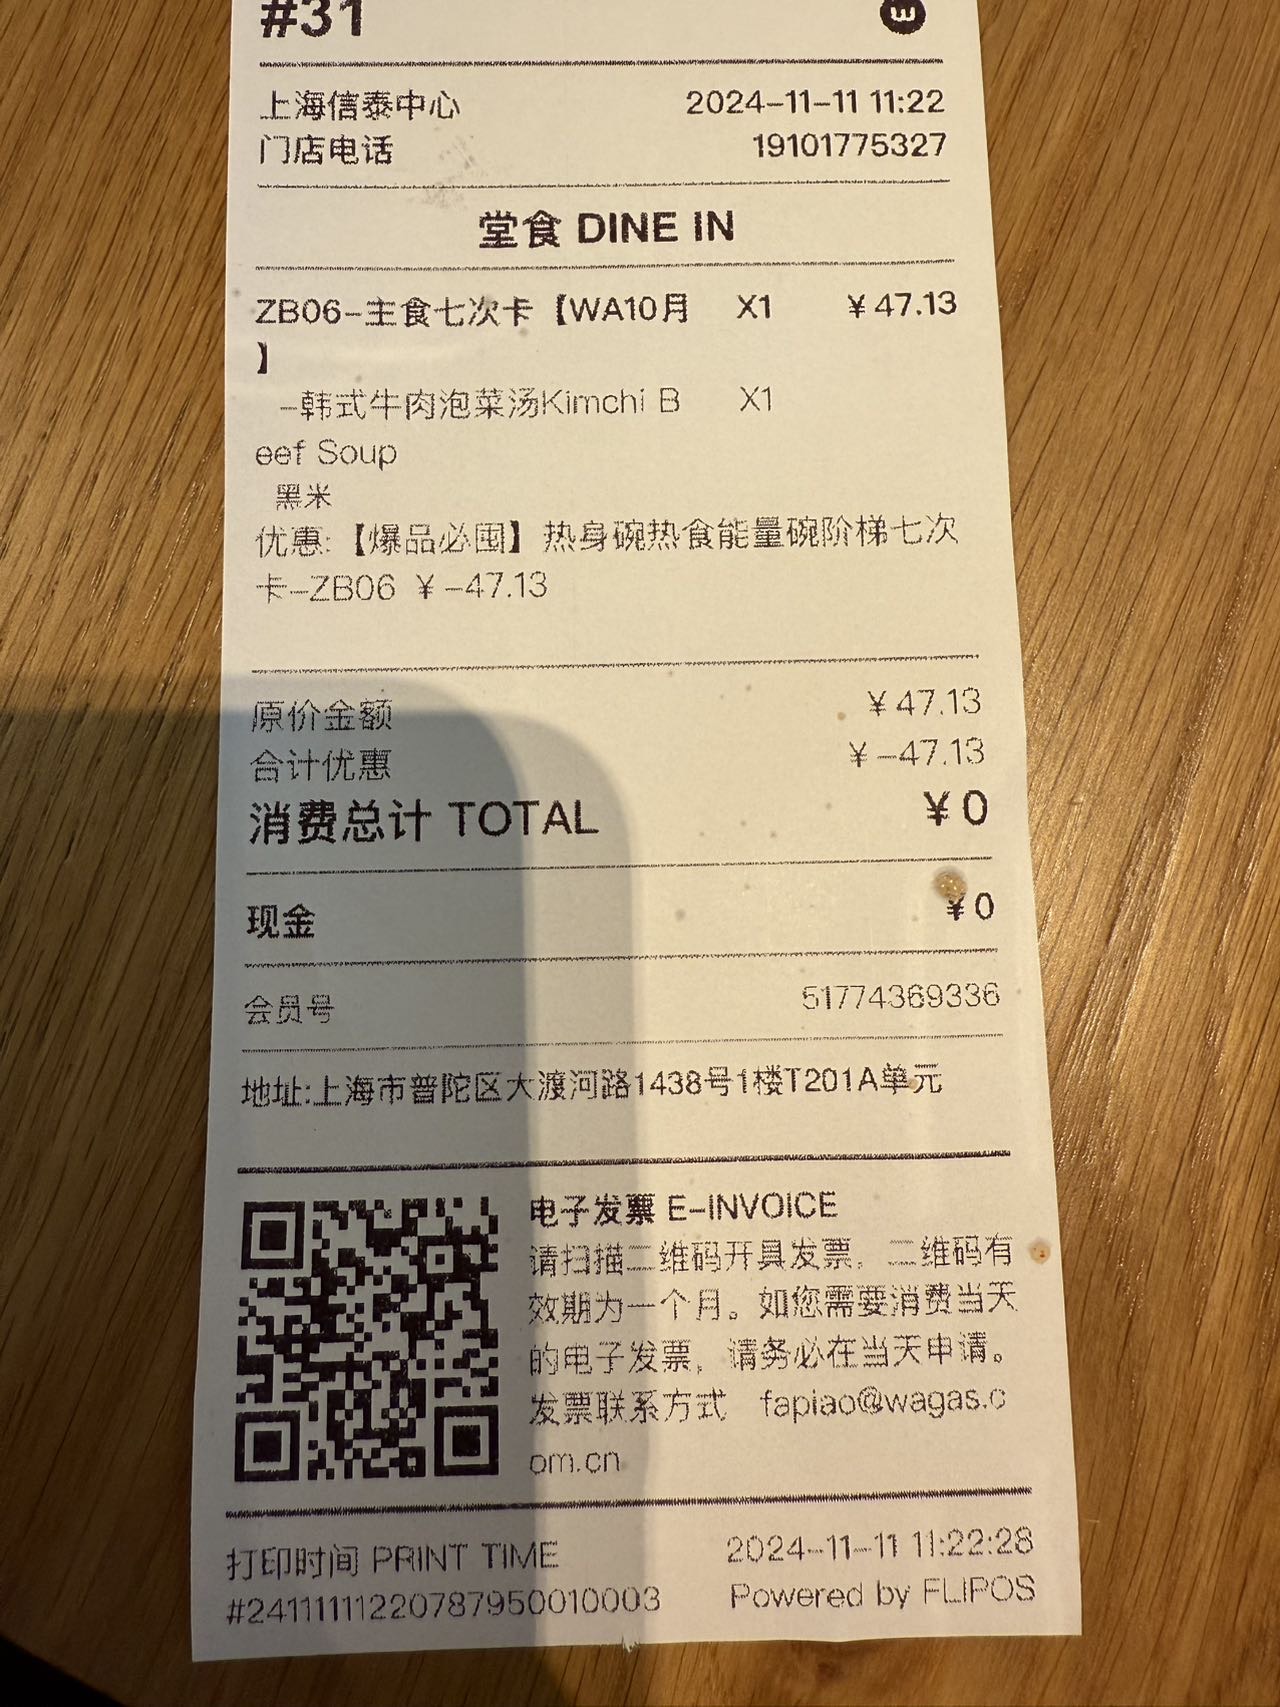 #31
上海信泰中心 2024-11-11 11:22
门店电话 19101775327
堂食 DINE IN
ZB06-主食七次卡【WA10月 X1 ¥47.13
】
-韩式牛肉泡菜汤Kimchi B X1
eef Soup
黑米
优惠:【爆品必囤】热身碗热食能量碗阶梯七次
卡-ZB06 ¥-47.13
原价金额 ¥47.13
合计优惠 ¥-47.13
消费总计 TOTAL ¥0
现金 ¥0
会员号 51774369336
地址:上海市普陀区大渡河路1438号1楼T201A单元
电子发票 E-INVOICE
请扫描二维码开具发票，二维码有
效期为一个月。如您需要消费当天
的电子发票，请务必在当天申请。
发票联系方式 fapiao@wagas.c
om.cn
打印时间 PRINT TIME 2024-11-11 11:22:28
#24111111220787950010003 Powered by FLIPOS